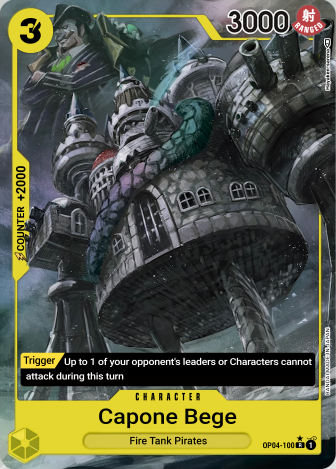 3
3000
射
RANGED
COUNTER +2000
Trigger Up to 1 of your opponent's leaders or Characters cannot
attack during this turn
CHARACTER
Capone Bege
Fire Tank Pirates
OP04-100 R 1